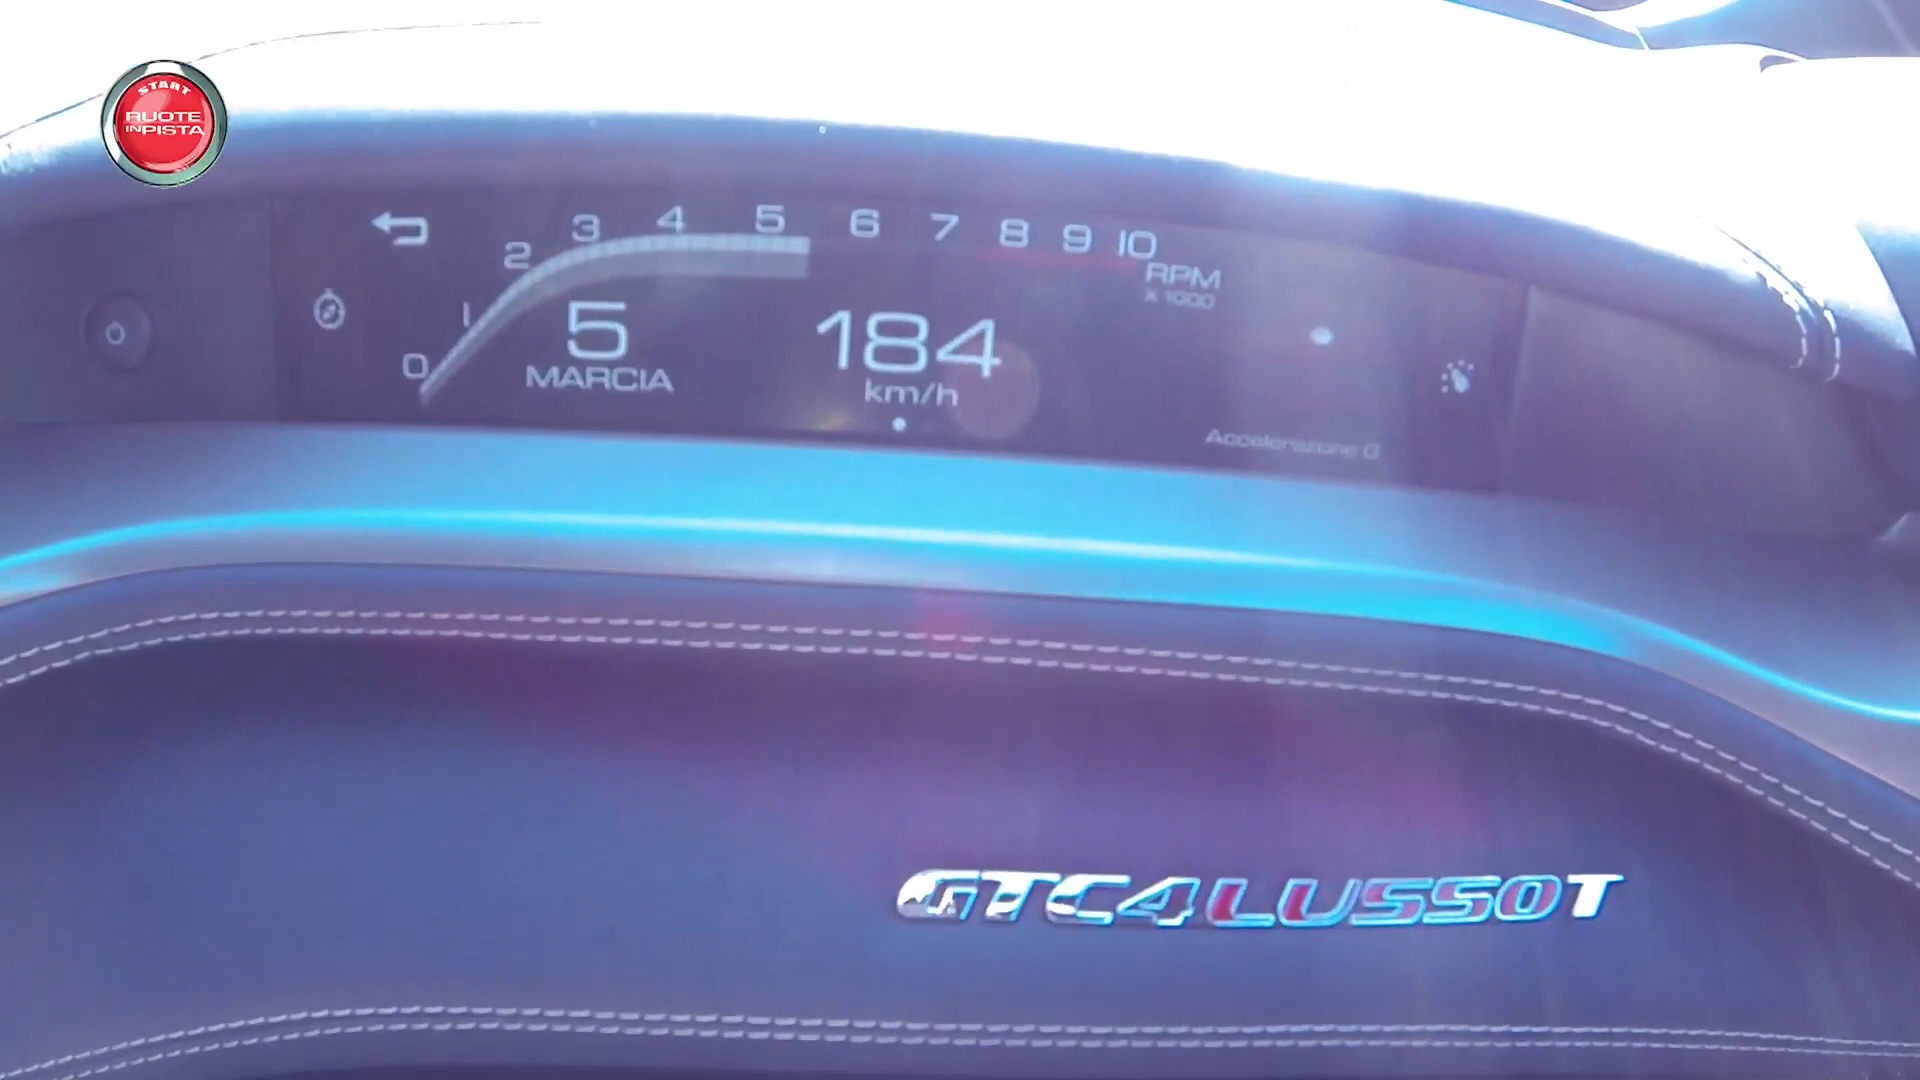 START
RUOTE
INPISTA
0 1 2 3 4 5 6 7 8 9 10
RPM
X 1000
5
MARCIA
184
km/h
Accelerazione G
GTC4LUSSOT